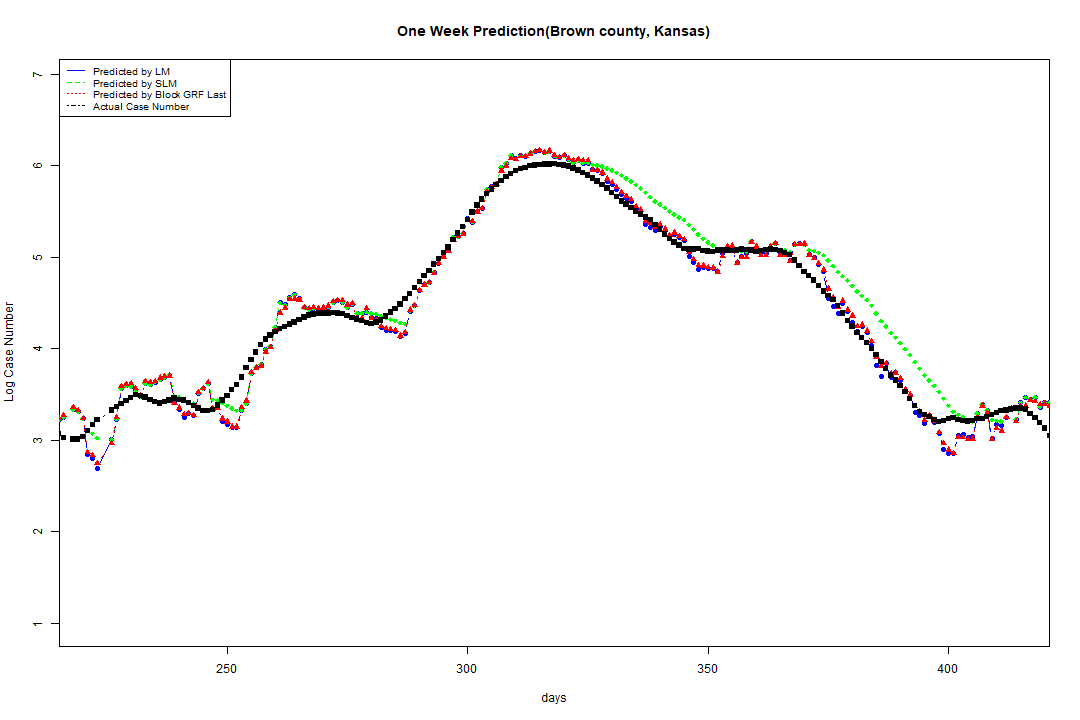 One Week Prediction(Brown county, Kansas)
Predicted by LM
Predicted by SLM
Predicted by Block GRF Last
Actual Case Number
7
6
5
4
3
2
1
Log Case Number
250 300 350 400
days